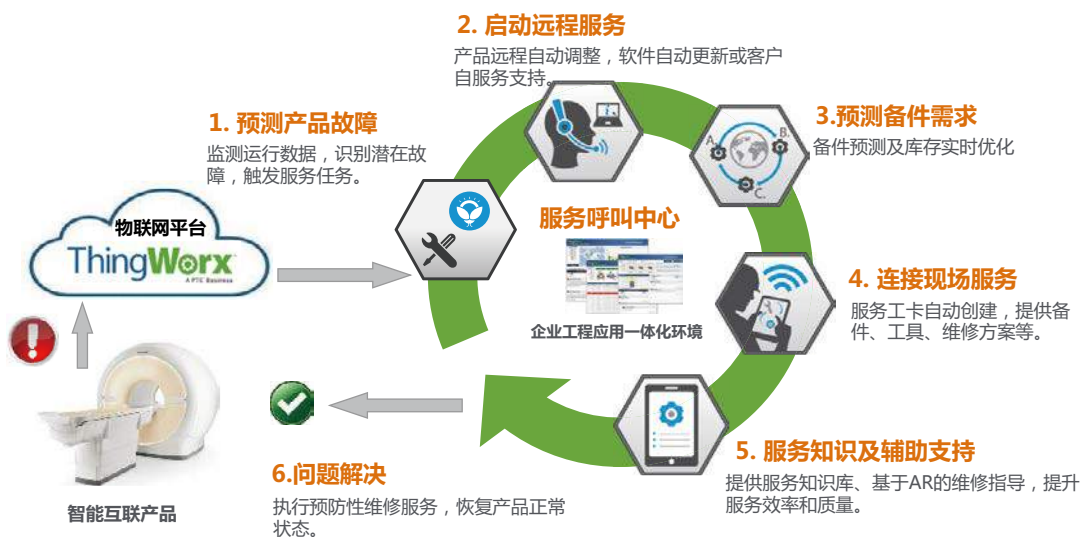 2. 启动远程服务
产品远程自动调整，软件自动更新或客户
自服务支持。
1. 预测产品故障
监测运行数据，识别潜在故
障，触发服务任务。
3.预测备件需求
备件预测及库存实时优化
A.
B.
C.
物联网平台
ThingWorx
A PTC Business
服务呼叫中心
企业工程应用一体化环境
4. 连接现场服务
服务工卡自动创建，提供备
件、工具、维修方案等。
5. 服务知识及辅助支持
提供服务知识库、基于AR的维修指导，提升
服务效率和质量。
6.问题解决
执行预防性维修服务，恢复产品正常
状态。
智能互联产品